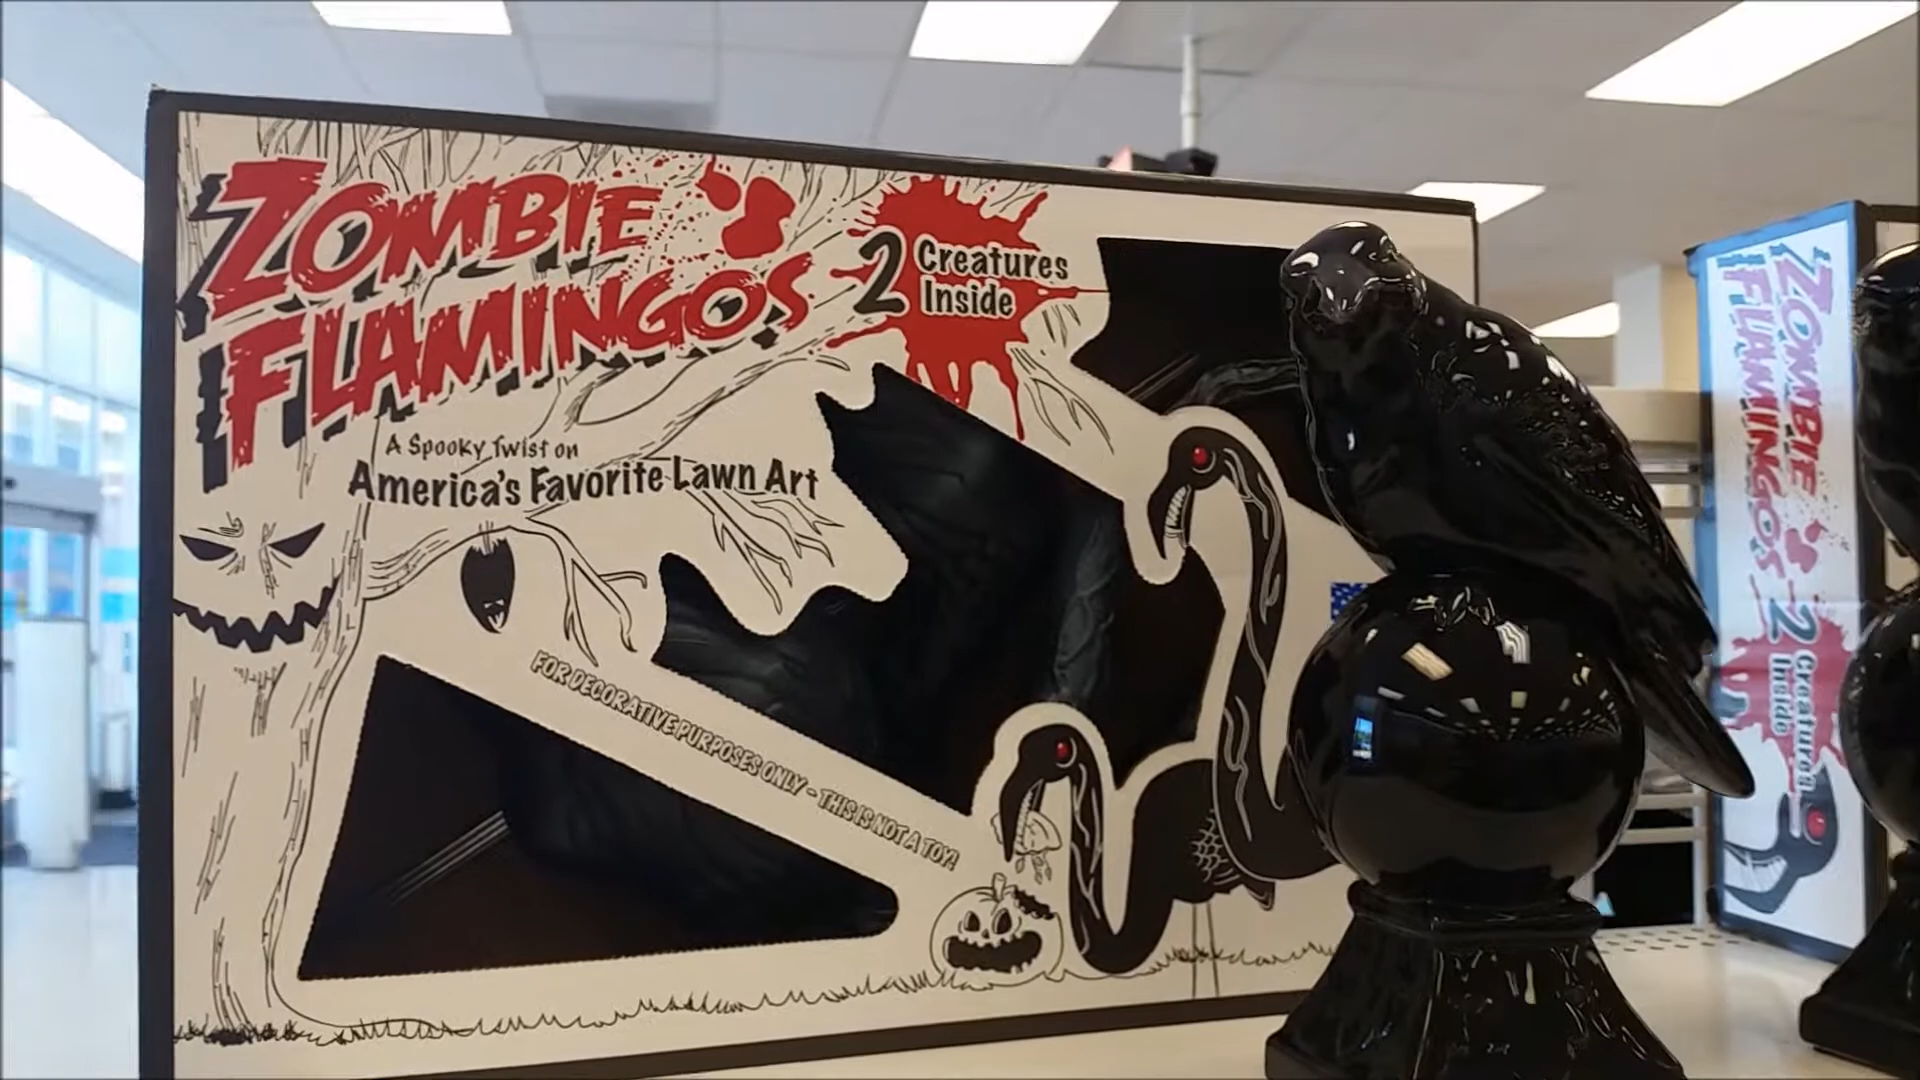 ZOMBIE
FLAMINGOS
2 Creatures
Inside
A Spooky Twist on
America's Favorite Lawn Art
FOR DECORATIVE PURPOSES ONLY - THIS IS NOT A TOY!
ZOMBIE
FLAMINGOS
2 Creatures
Inside